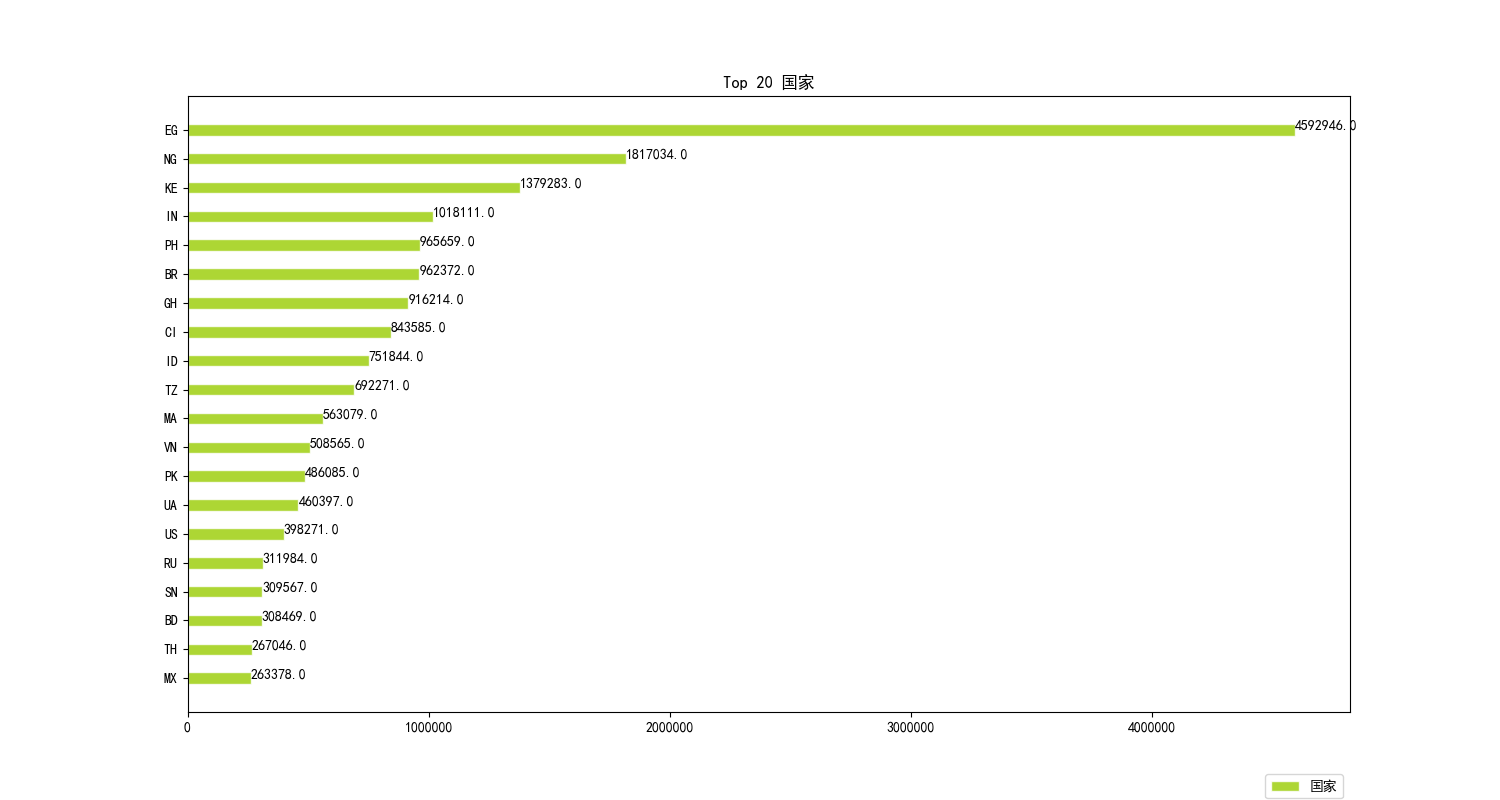 Top 20 国家
EG 4592946.0
NG 1817034.0
KE 1379283.0
IN 1018111.0
PH 965659.0
BR 962372.0
GH 916214.0
CI 843585.0
ID 751844.0
TZ 692271.0
MA 563079.0
VN 508565.0
PK 486085.0
UA 460397.0
US 398271.0
RU 311984.0
SN 309567.0
BD 308469.0
TH 267046.0
MX 263378.0
0 1000000 2000000 3000000 4000000
国家